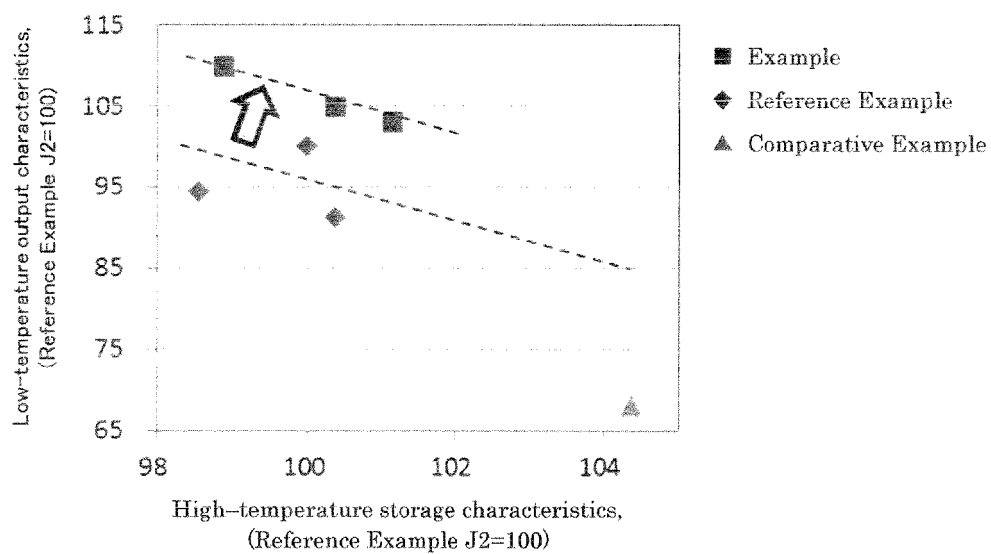 Low-temperature output characteristics,
(Reference Example J2=100)
115
105
95
85
75
65
98
100
102
104
High–temperature storage characteristics,
(Reference Example J2=100)
Example
Reference Example
Comparative Example